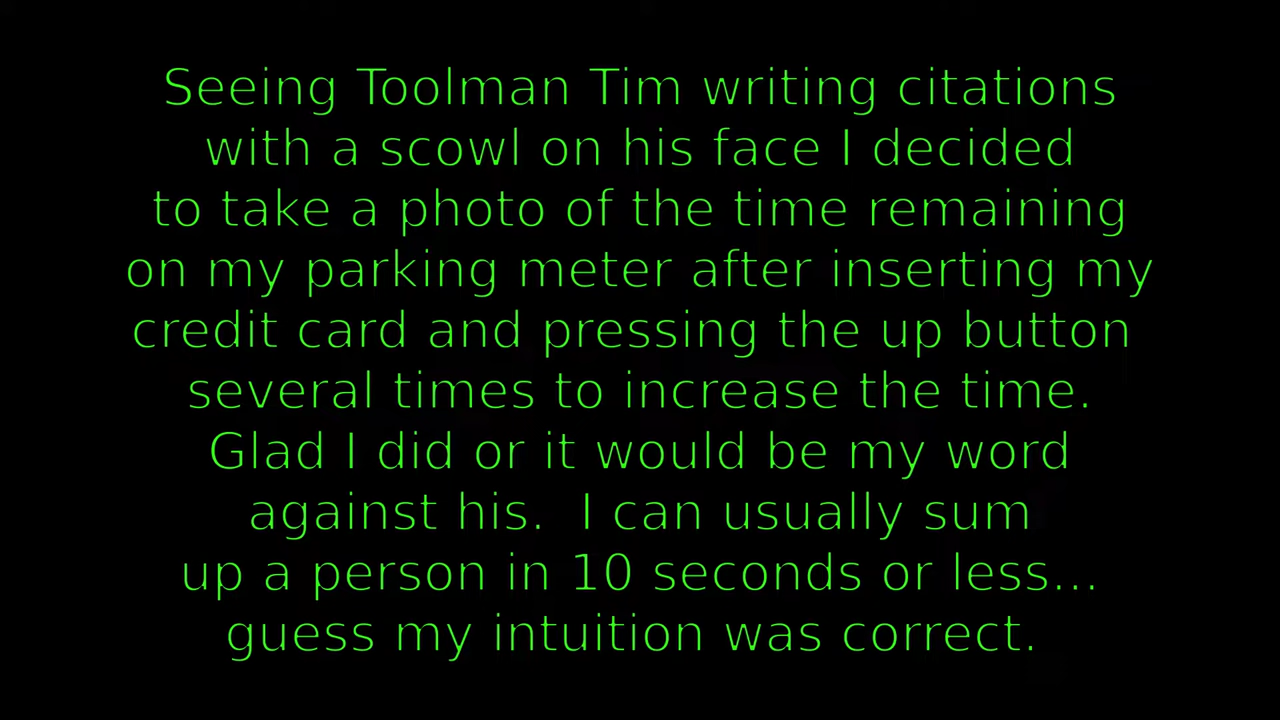 Seeing Toolman Tim writing citations
with a scowl on his face I decided
to take a photo of the time remaining
on my parking meter after inserting my
credit card and pressing the up button
several times to increase the time.
Glad I did or it would be my word
against his.  I can usually sum
up a person in 10 seconds or less...
guess my intuition was correct.